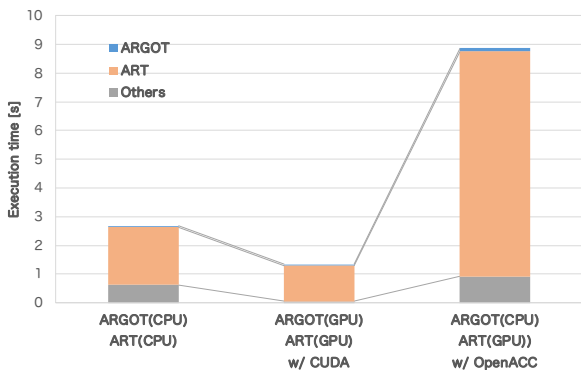 10
9
8
7
6
5
4
3
2
1
0
Execution time [s]
ARGOT
ART
Others
ARGOT(CPU)
ART(CPU)
ARGOT(GPU)
ART(GPU)
w/ CUDA
ARGOT(CPU)
ART(GPU))
w/ OpenACC